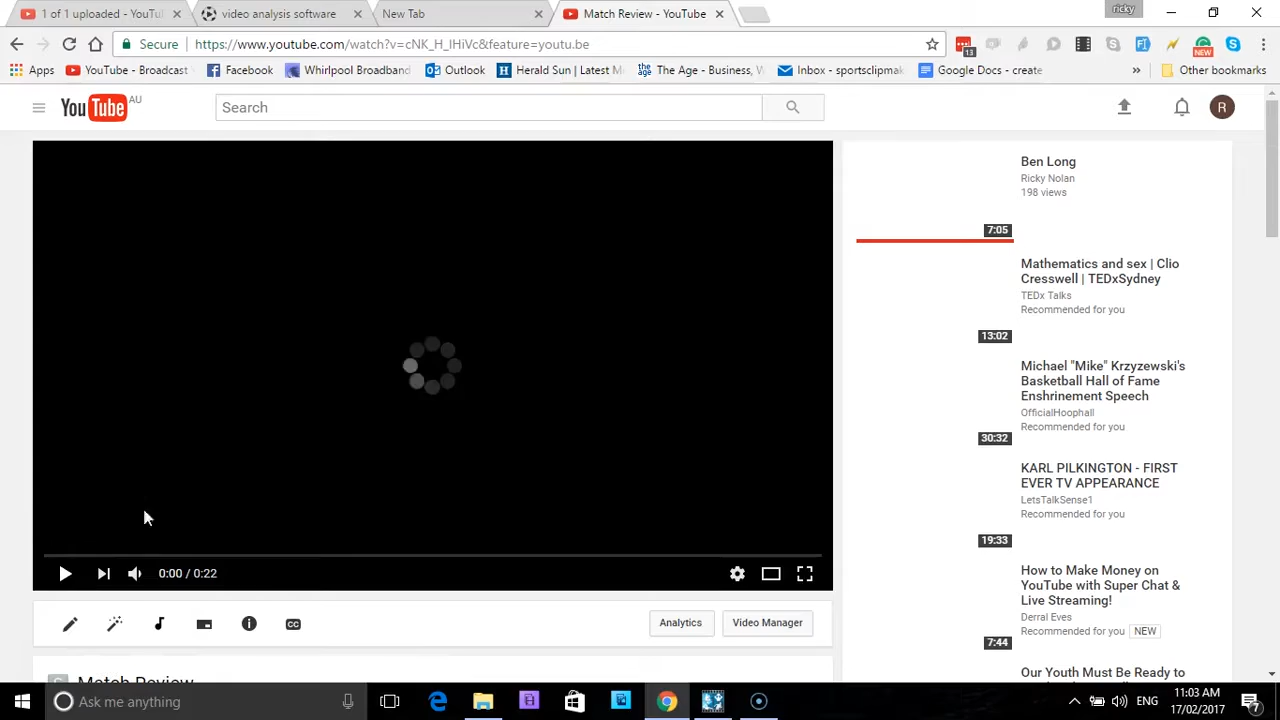 1 of 1 uploaded - YouTu
video analysis software
New Tab
Match Review - YouTube
ricky
Secure
https://www.youtube.com/watch?v=cNK_H_IHiVc&feature=youtu.be
13
NEW
Apps
YouTube - Broadcast
Facebook
Whirlpool Broadband
Outlook
Herald Sun | Latest
The Age - Business, W
Inbox - sportsclipmak
Google Docs - create
»
Other bookmarks
YouTube AU
Search
R
Ben Long
Ricky Nolan
198 views
7:05
Mathematics and sex | Clio
Cresswell | TEDxSydney
TEDx Talks
Recommended for you
13:02
Michael "Mike" Krzyzewski's
Basketball Hall of Fame
Enshrinement Speech
OfficialHoophall
Recommended for you
30:32
KARL PILKINGTON - FIRST
EVER TV APPEARANCE
LetsTalkSense1
Recommended for you
19:33
How to Make Money on
YouTube with Super Chat &
Live Streaming!
Derral Eves
Recommended for you NEW
7:44
Our Youth Must Be Ready to
0:00 / 0:22
CC
Analytics
Video Manager
Match Review
Ask me anything
ENG
11:03 AM
17/02/2017
7